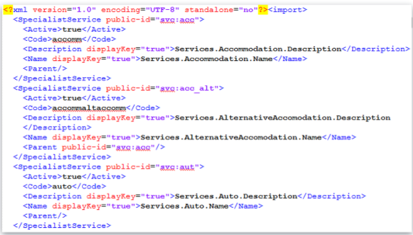 <?xml version="1.0" encoding="UTF-8" standalone="no"?><import>
<SpecialistService public-id="svc:acc">
<Active>true</Active>
<Code>accomm</Code>
<Description displayKey="true">Services.Accommodation.Description</Description>
<Name displayKey="true">Services.Accommodation.Name</Name>
<Parent/>
</SpecialistService>
<SpecialistService public-id="svc:acc_alt">
<Active>true</Active>
<Code>accommaltaccomm</Code>
<Description displayKey="true">Services.AlternativeAccomodation.Description
</Description>
<Name displayKey="true">Services.AlternativeAccomodation.Name</Name>
<Parent public-id="svc:acc"/>
</SpecialistService>
<SpecialistService public-id="svc:aut">
<Active>true</Active>
<Code>auto</Code>
<Description displayKey="true">Services.Auto.Description</Description>
<Name displayKey="true">Services.Auto.Name</Name>
<Parent/>
</SpecialistService>